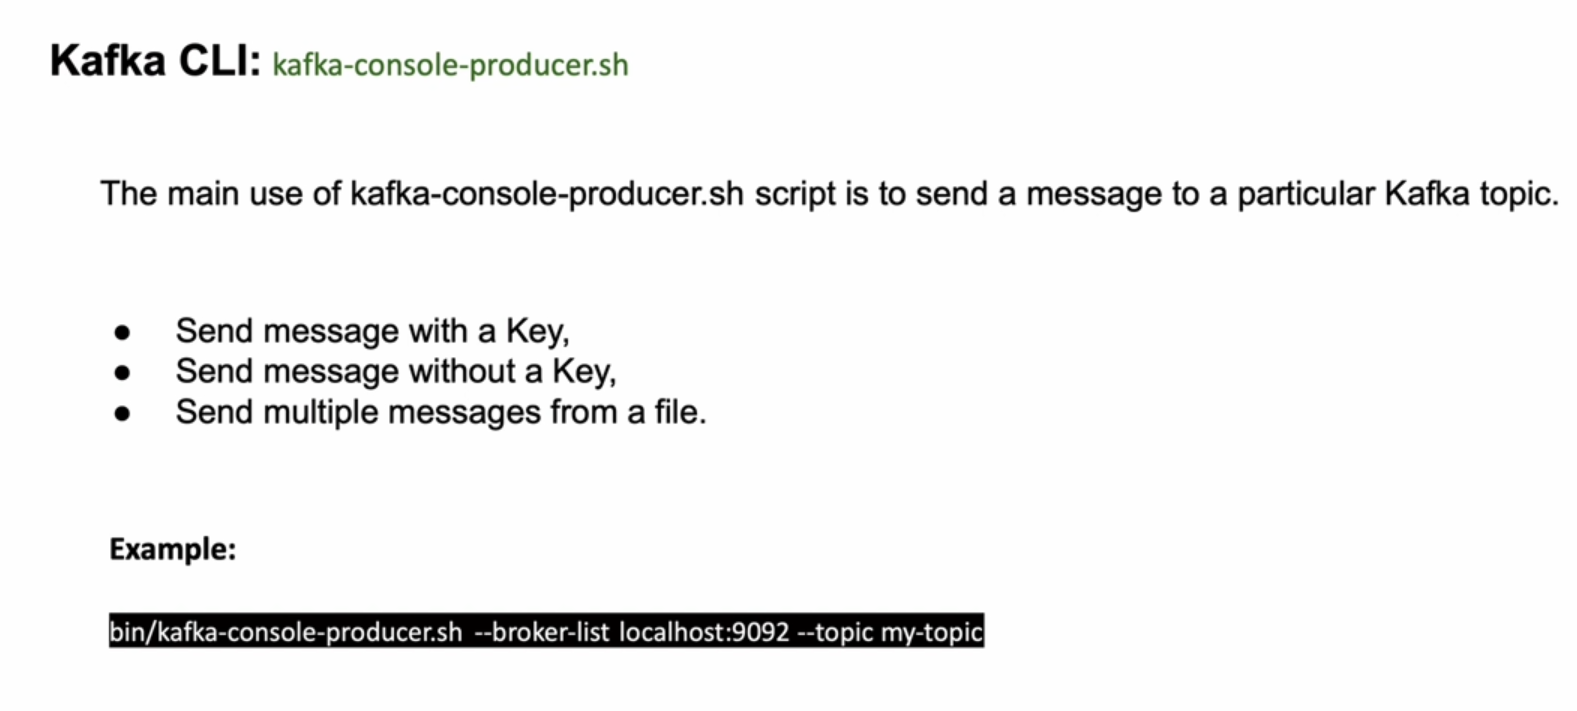 Kafka CLI: kafka-console-producer.sh
The main use of kafka-console-producer.sh script is to send a message to a particular Kafka topic.
● Send message with a Key,
● Send message without a Key,
● Send multiple messages from a file.
Example:
bin/kafka-console-producer.sh --broker-list localhost:9092 --topic my-topic